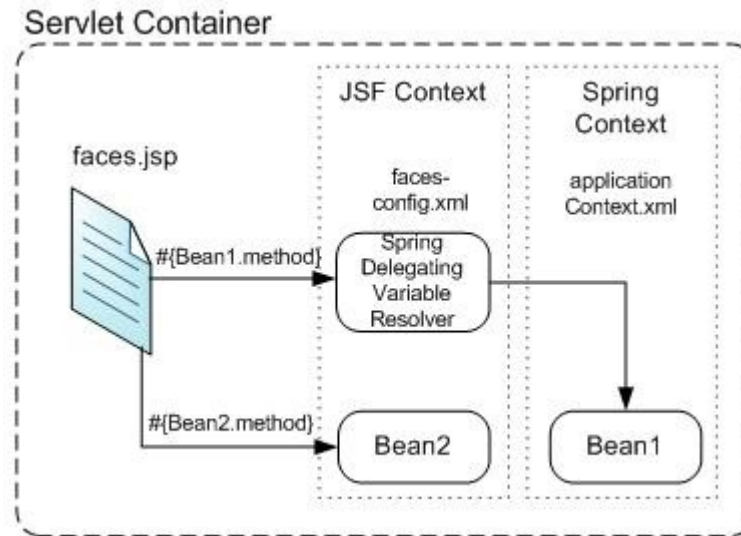 Servlet Container
JSF Context
Spring
Context
faces.jsp
faces-
config.xml
application
Context.xml
#{Bean1.method}
Spring
Delegating
Variable
Resolver
#{Bean2.method}
Bean2
Bean1